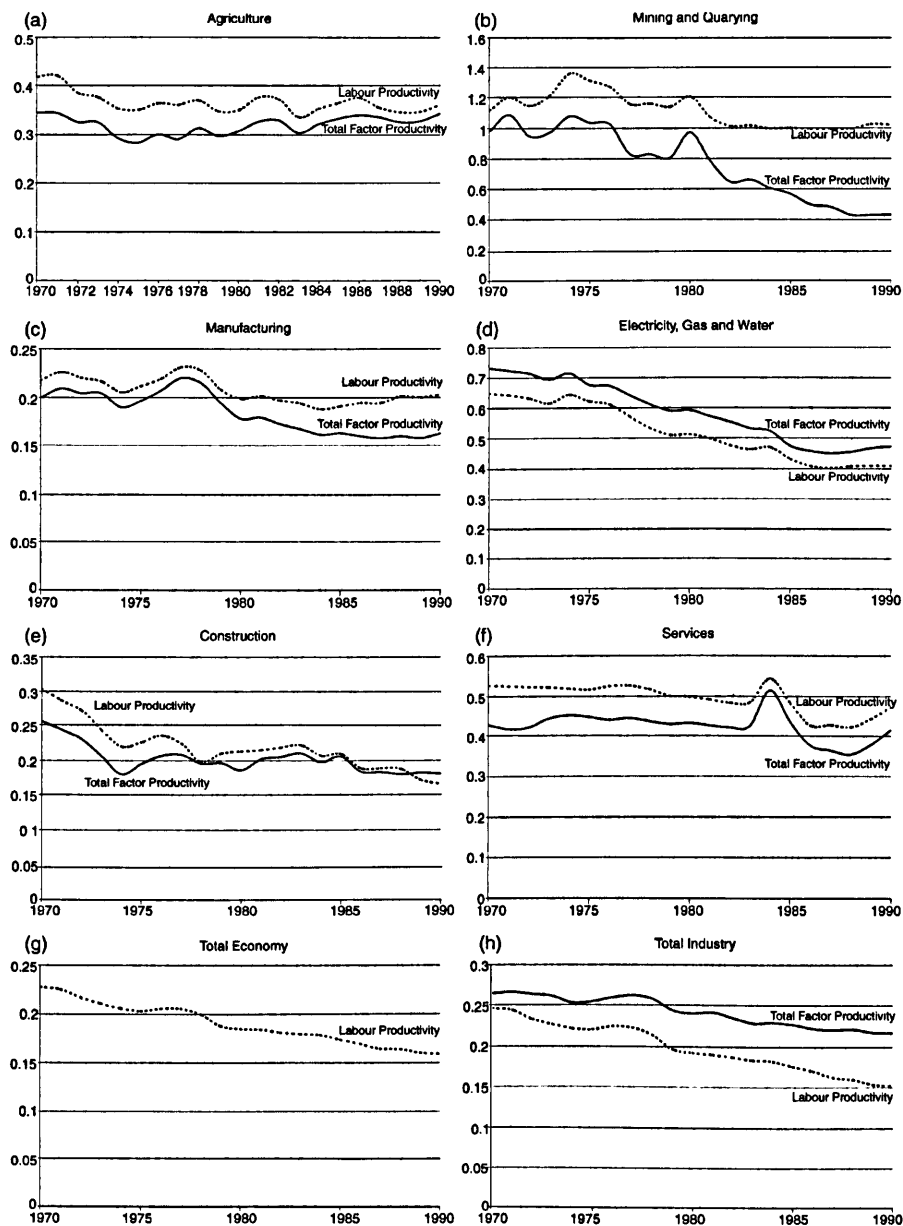 (a) Agriculture
0.5
0.4
0.3
0.2
0.1
0
Labour Productivity
Total Factor Productivity
1970 1972 1974 1976 1978 1980 1982 1984 1986 1988 1990
(b) Mining and Quarying
1.6
1.4
1.2
1
0.8
0.6
0.4
0.2
0
Labour Productivity
Total Factor Productivity
1970 1975 1980 1985 1990
(c) Manufacturing
0.25
0.2
0.15
0.1
0.05
0
Labour Productivity
Total Factor Productivity
1970 1975 1980 1985 1990
(d) Electricity, Gas and Water
0.8
0.7
0.6
0.5
0.4
0.3
0.2
0.1
0
Total Factor Productivity
Labour Productivity
1970 1975 1980 1985 1990
(e) Construction
0.35
0.3
0.25
0.2
0.15
0.1
0.05
0
Labour Productivity
Total Factor Productivity
1970 1975 1980 1985 1990
(f) Services
0.6
0.5
0.4
0.3
0.2
0.1
0
Labour Productivity
Total Factor Productivity
1970 1975 1980 1985 1990
(g) Total Economy
0.25
0.2
0.15
0.1
0.05
0
Labour Productivity
1970 1975 1980 1985 1990
(h) Total Industry
0.3
0.25
0.2
0.15
0.1
0.05
0
Total Factor Productivity
Labour Productivity
1970 1975 1980 1985 1990